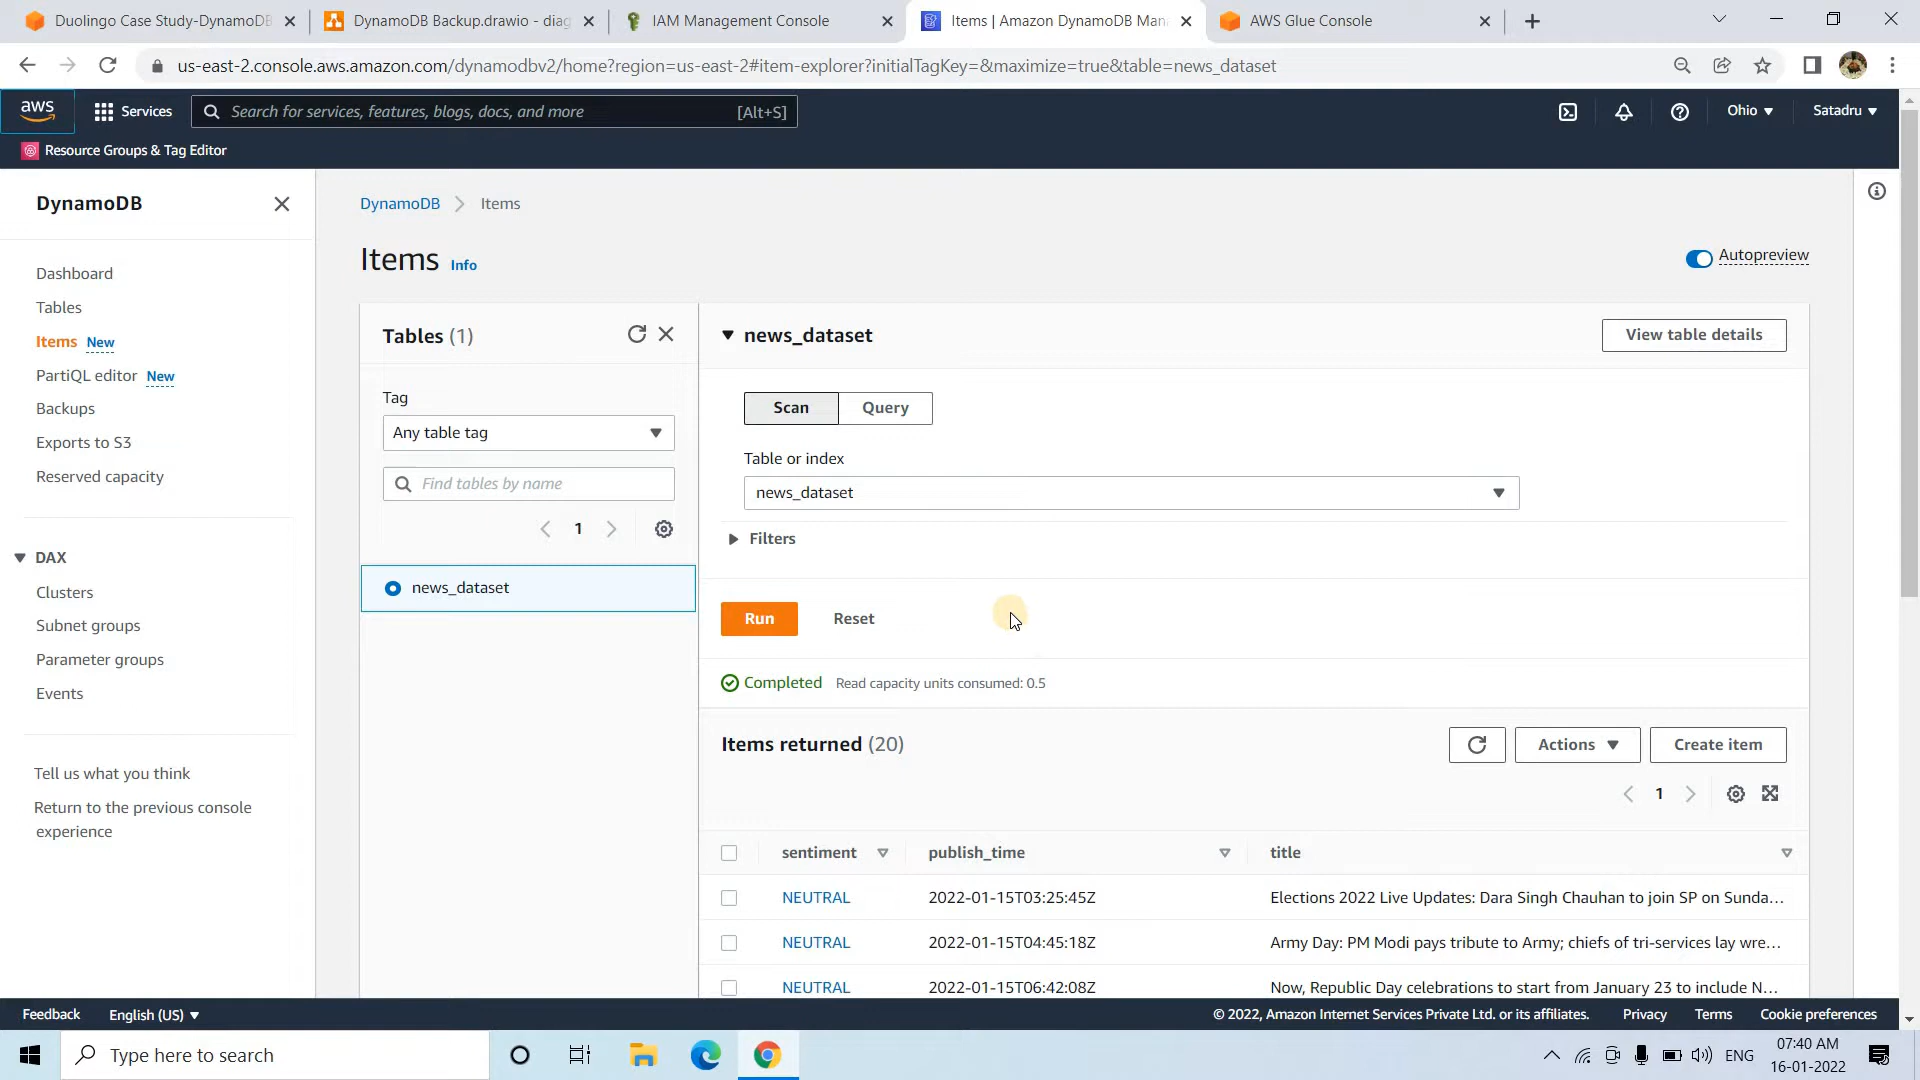 Duolingo Case Study-DynamoDB
DynamoDB Backup.drawio - diag
IAM Management Console
Items | Amazon DynamoDB Man
AWS Glue Console
us-east-2.console.aws.amazon.com/dynamodbv2/home?region=us-east-2#item-explorer?initialTagKey=&maximize=true&table=news_dataset
aws
Services
Search for services, features, blogs, docs, and more
[Alt+S]
Ohio
Satadru
Resource Groups & Tag Editor
DynamoDB
Dashboard
Tables
Items New
PartiQL editor New
Backups
Exports to S3
Reserved capacity
DAX
Clusters
Subnet groups
Parameter groups
Events
Tell us what you think
Return to the previous console
experience
DynamoDB
Items
Items Info
Autopreview
Tables (1)
Tag
Any table tag
Find tables by name
1
news_dataset
news_dataset
View table details
Scan
Query
Table or index
news_dataset
Filters
Run
Reset
Completed Read capacity units consumed: 0.5
Items returned (20)
Actions
Create item
1
sentiment publish_time title
NEUTRAL 2022-01-15T03:25:45Z Elections 2022 Live Updates: Dara Singh Chauhan to join SP on Sunda...
NEUTRAL 2022-01-15T04:45:18Z Army Day: PM Modi pays tribute to Army; chiefs of tri-services lay wre...
NEUTRAL 2022-01-15T06:42:08Z Now, Republic Day celebrations to start from January 23 to include N...
Feedback
English (US)
© 2022, Amazon Internet Services Private Ltd. or its affiliates.
Privacy
Terms
Cookie preferences
Type here to search
ENG
07:40 AM
16-01-2022